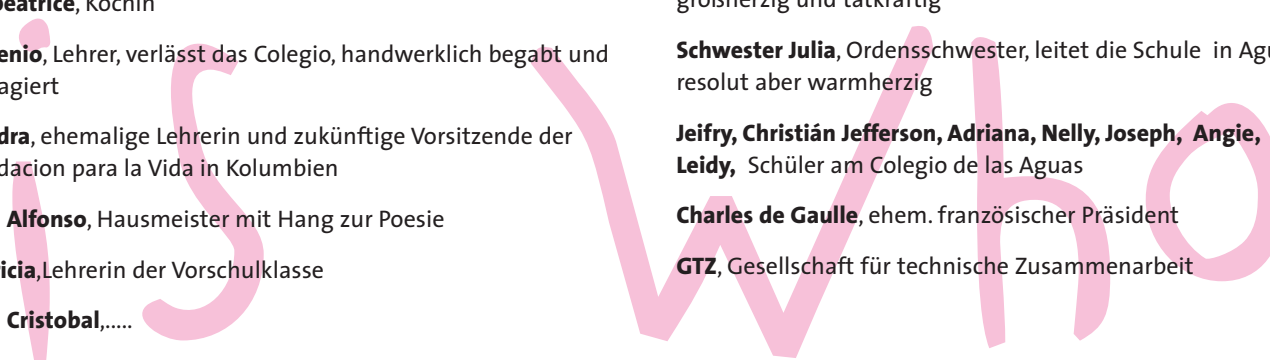 beatrice, Köchin
enio, Lehrer, verlässt das Colegio, handwerklich begabt und
agiert
dra, ehemalige Lehrerin und zukünftige Vorsitzende der
dacion para la Vida in Kolumbien
Alfonso, Hausmeister mit Hang zur Poesie
icia,Lehrerin der Vorschulklasse
Cristobal,.....
großherzig und tatkräftig
Schwester Julia, Ordensschwester, leitet die Schule in Agu
resolut aber warmherzig
Jeifry, Christián Jefferson, Adriana, Nelly, Joseph, Angie,
Leidy, Schüler am Colegio de las Aguas
Charles de Gaulle, ehem. französischer Präsident
GTZ, Gesellschaft für technische Zusammenarbeit
is Who